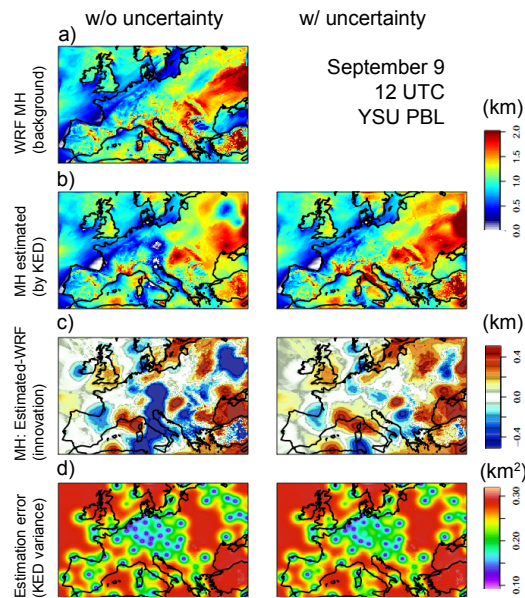 w/o uncertainty
w/ uncertainty
a)
WRF MH
(background)
September 9
12 UTC
YSU PBL
(km)
0.0 0.5 1.0 1.5 2.0
b)
MH estimated
(by KED)
c)
MH: Estimated-WRF
(innovation)
(km)
-0.4 0.0 0.2 0.4
d)
Estimation error
(KED variance)
(km2)
0.10 0.20 0.30